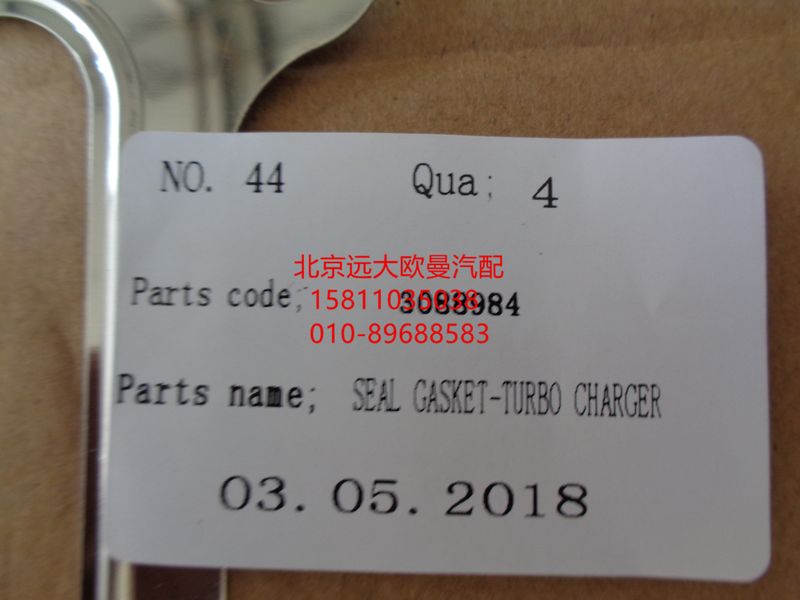 NO. 44 Qua; 4
北京远大欧曼汽配
Parts code; 3088984
010-89688583
Parts name; SEAL GASKET-TURBO CHARGER
03. 05. 2018